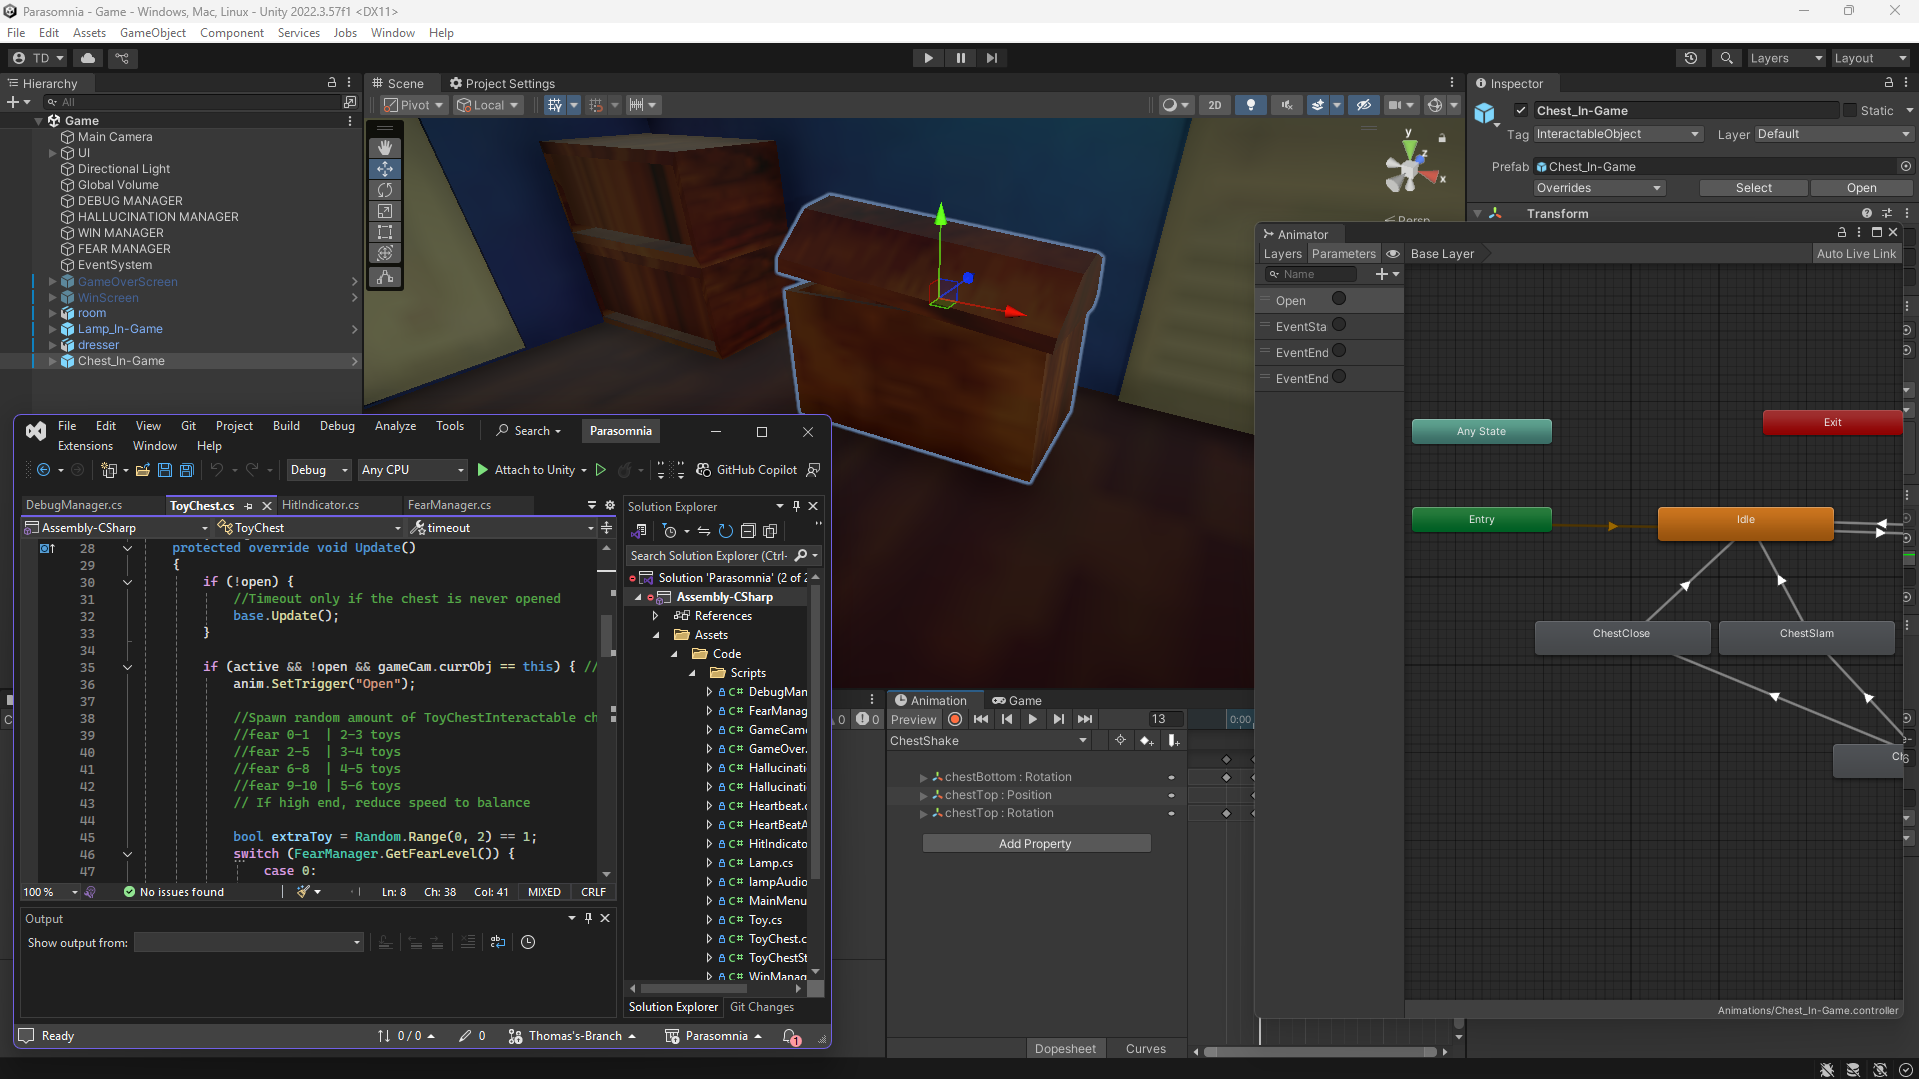 Parasomnia - Game - Windows, Mac, Linux - Unity 2022.3.57f1 <DX11>
File Edit Assets GameObject Component Services Jobs Window Help
TD
Layers
Layout
Hierarchy
All
Game
Main Camera
UI
Directional Light
Global Volume
DEBUG MANAGER
HALLUCINATION MANAGER
WIN MANAGER
FEAR MANAGER
EventSystem
GameOverScreen
WinScreen
room
Lamp_In-Game
dresser
Chest_In-Game
Scene
Project Settings
Pivot
Local
2D
y
z
x
Persp
Inspector
Chest_In-Game
Static
Tag InteractableObject
Layer Default
Prefab Chest_In-Game
Overrides
Select
Open
Transform
Animator
Layers Parameters
Base Layer
Auto Live Link
Name
Open
EventSta
EventEnd
EventEnd
Any State
Exit
Entry
Idle
ChestClose
ChestSlam
Animations/Chest_In-Game.controller
File Edit View Git Project Build Debug Analyze Tools
Extensions Window Help
Search
Parasomnia
Debug
Any CPU
Attach to Unity
GitHub Copilot
DebugManager.cs
ToyChest.cs
HitIndicator.cs
FearManager.cs
Assembly-CSharp
ToyChest
timeout
28 protected override void Update()
29 {
30 if (!open) {
31 //Timeout only if the chest is never opened
32 base.Update();
33 }
34
35 if (active && !open && gameCam.currObj == this) { //
36 anim.SetTrigger("Open");
37
38 //Spawn random amount of ToyChestInteractable ch
39 //fear 0-1 | 2-3 toys
40 //fear 2-5 | 3-4 toys
41 //fear 6-8 | 4-5 toys
42 //fear 9-10 | 5-6 toys
43 // If high end, reduce speed to balance
44
45 bool extraToy = Random.Range(0, 2) == 1;
46 switch (FearManager.GetFearLevel()) {
47 case 0:
100 %
No issues found
Ln: 8 Ch: 38 Col: 41 MIXED CRLF
Output
Show output from:
Solution Explorer
Search Solution Explorer (Ctrl-
Solution 'Parasomnia' (2 of 2
Assembly-CSharp
References
Assets
Code
Scripts
C# DebugMan
C# FearManag
C# GameCam
C# GameOver.
C# Hallucinati
C# Hallucinati
C# Heartbeat.c
C# HeartBeatA
C# HitIndicato
C# Lamp.cs
C# lampAudio
C# MainMenu
C# Toy.cs
C# ToyChest.c
C# ToyChestSt
C# WinManag
Solution Explorer
Git Changes
Ready
0 / 0
0
Thomas's-Branch
Parasomnia
1
0
0
Animation
Game
Preview
13
0:00
ChestShake
chestBottom : Rotation
chestTop : Position
chestTop : Rotation
Add Property
Dopesheet
Curves